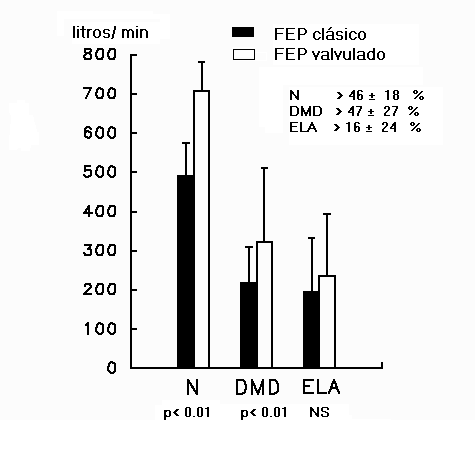 litros/ min
FEP clásico
FEP valvulado
N > 46 ± 18 %
DMD > 47 ± 27 %
ELA > 16 ± 24 %
800
700
600
500
400
300
200
100
0
N DMD ELA
p< 0.01 p< 0.01 NS